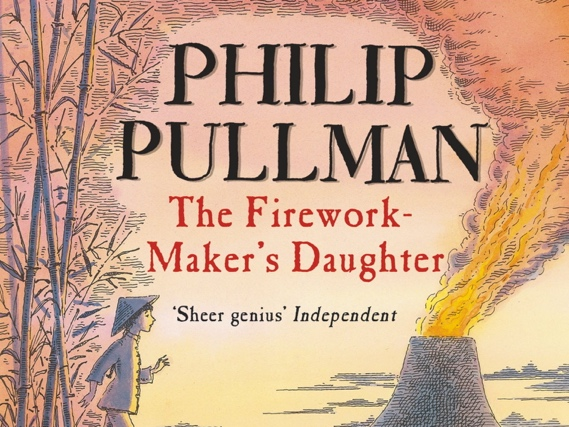 PHILIP
PULLMAN
The Firework-
Maker's Daughter
'Sheer genius' Independent